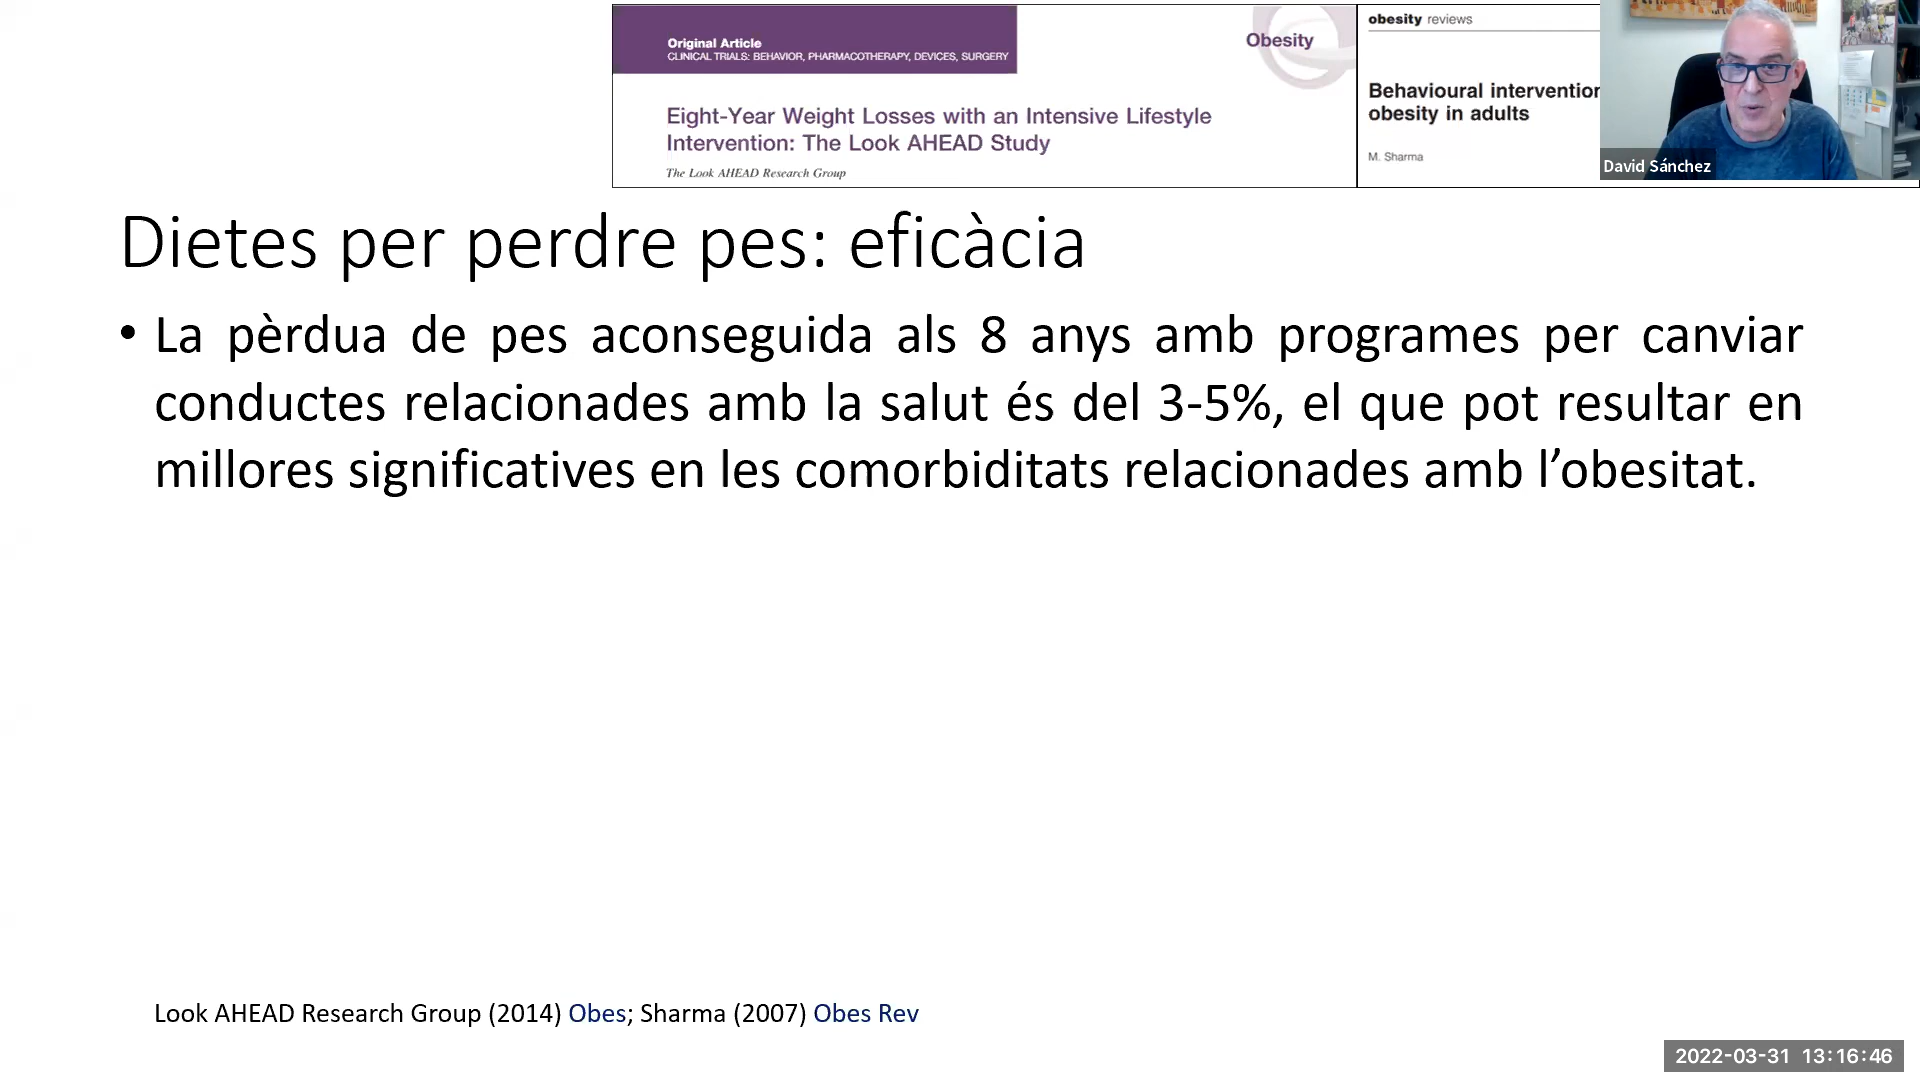 Original Article
CLINICAL TRIALS: BEHAVIOR, PHARMACOTHERAPY, DEVICES, SURGERY
Obesity
Eight-Year Weight Losses with an Intensive Lifestyle
Intervention: The Look AHEAD Study
The Look AHEAD Research Group
obesity reviews
Behavioural intervention
obesity in adults
M. Sharma
David Sánchez
Dietes per perdre pes: eficàcia
• La pèrdua de pes aconseguida als 8 anys amb programes per canviar
conductes relacionades amb la salut és del 3-5%, el que pot resultar en
millores significatives en les comorbiditats relacionades amb l’obesitat.
Look AHEAD Research Group (2014) Obes; Sharma (2007) Obes Rev
2022-03-31 13:16:46